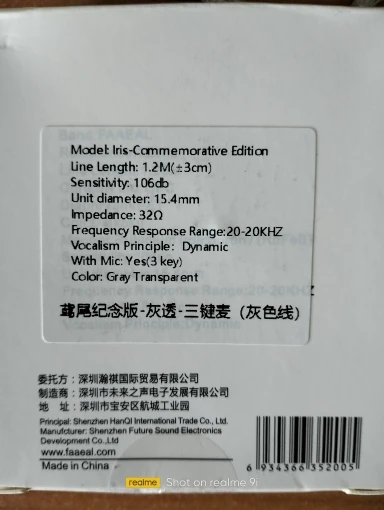 Model: Iris-Commemorative Edition
Line Length: 1.2M(±3cm)
Sensitivity: 106db
Unit diameter: 15.4mm
Impedance: 32Ω
Frequency Response Range:20-20KHZ
Vocalism Principle: Dynamic
With Mic: Yes(3 key)
Color: Gray Transparent
鸢尾纪念版-灰透-三键麦（灰色线）
委托方：深圳瀚祺国际贸易有限公司
制造商：深圳市未来之声电子发展有限公司
地 址：深圳市宝安区航城工业园
Principal: Shenzhen HanQi International Trade Co., Ltd.
Manufcturer: Shenzhen Future Sound Electronics
Development Co.,Ltd
www.faaeal.com
Made in China
6 934366 352005
realme Shot on realme 9i